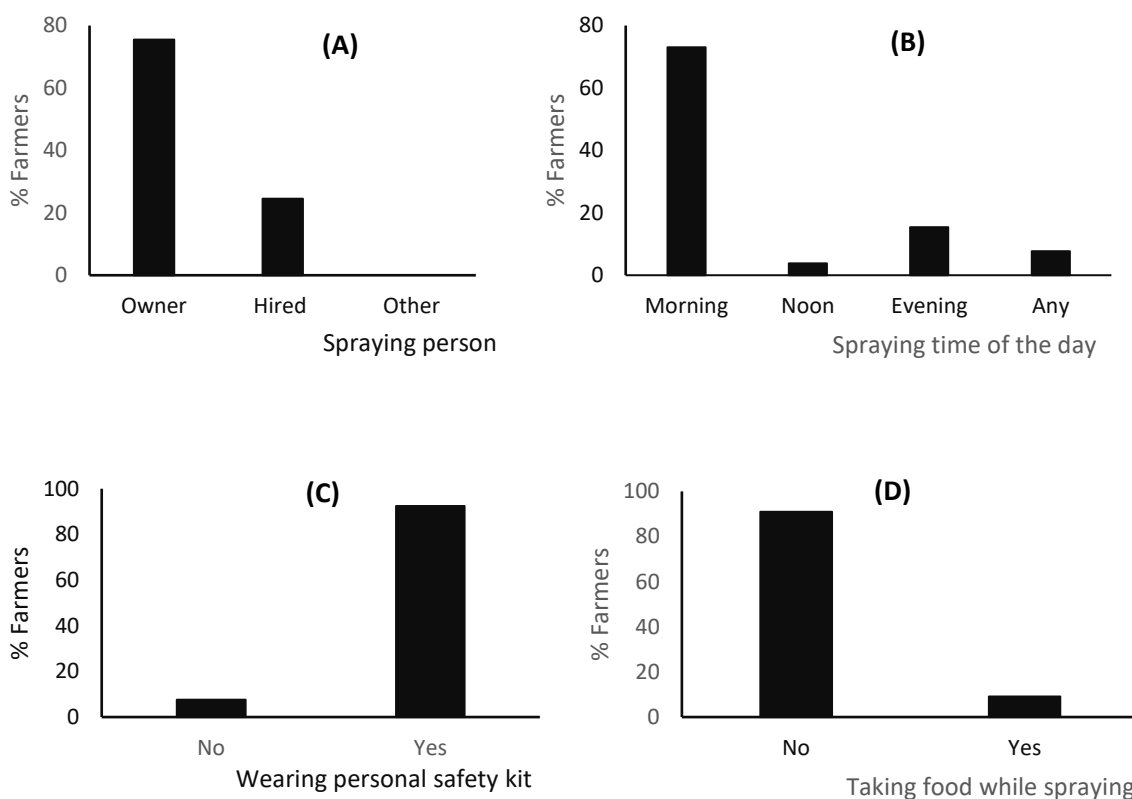 (A)
% Farmers
80
60
40
20
0
Owner Hired Other
Spraying person
(B)
% Farmers
80
60
40
20
0
Morning Noon Evening Any
Spraying time of the day
(C)
% Farmers
100
80
60
40
20
0
No Yes
Wearing personal safety kit
(D)
% Farmers
100
80
60
40
20
0
No Yes
Taking food while spraying